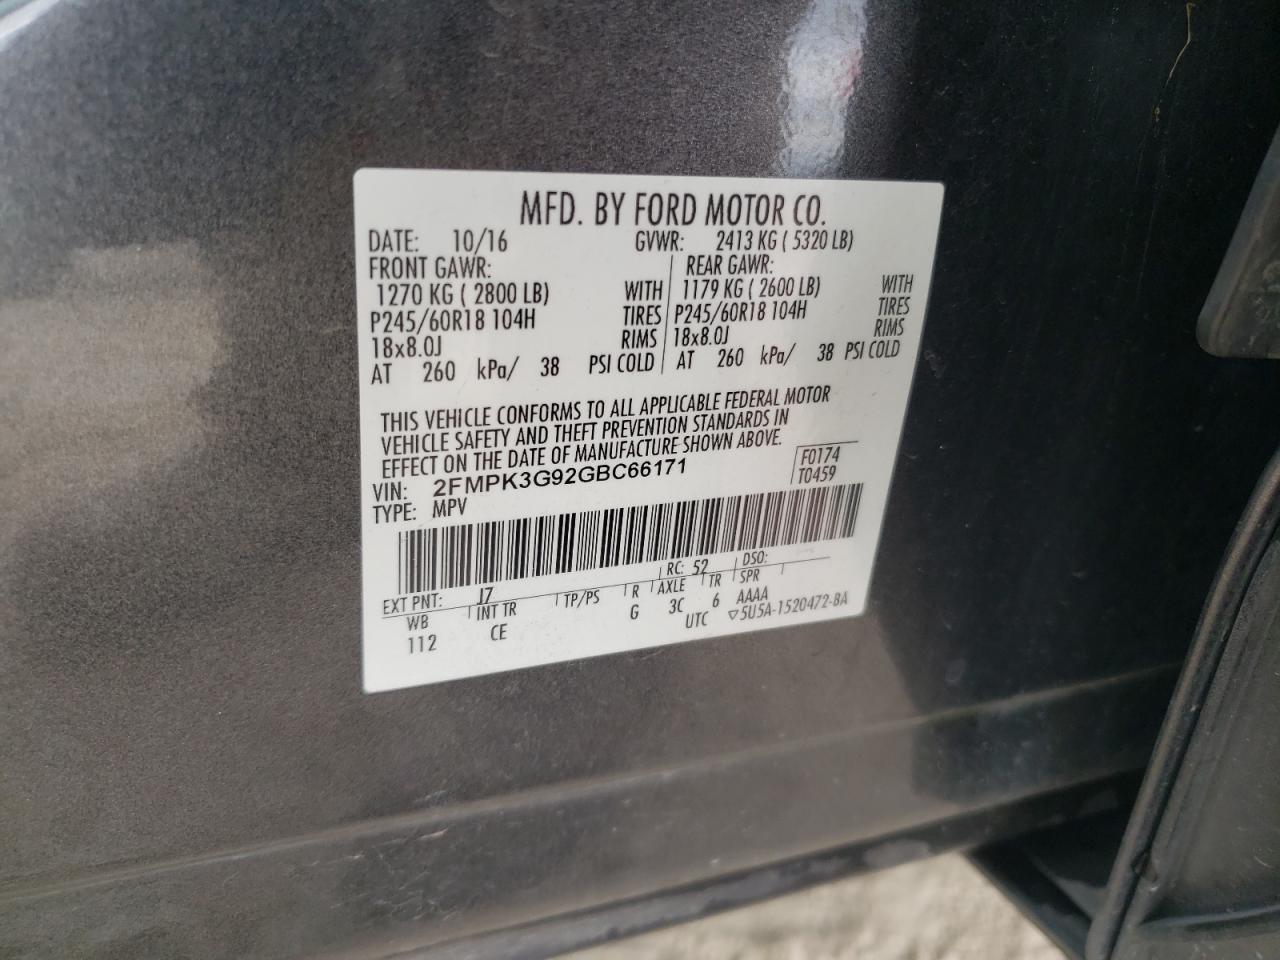 MFD. BY FORD MOTOR CO.
DATE: 10/16 GVWR: 2413 KG ( 5320 LB)
FRONT GAWR: REAR GAWR:
1270 KG ( 2800 LB) WITH 1179 KG ( 2600 LB) WITH
P245/60R18 104H TIRES P245/60R18 104H TIRES
18x8.0J RIMS 18x8.0J RIMS
AT 260 kPa/ 38 PSI COLD AT 260 kPa/ 38 PSI COLD
THIS VEHICLE CONFORMS TO ALL APPLICABLE FEDERAL MOTOR
VEHICLE SAFETY AND THEFT PREVENTION STANDARDS IN
EFFECT ON THE DATE OF MANUFACTURE SHOWN ABOVE.
VIN: 2FMPK3G92GBC66171 F0174
TYPE: MPV T0459
EXT PNT: J7 RC: 52 DSO:
WB INT TR TP/PS R AXLE TR SPR
112 CE G 3C 6 AAAA
UTC ▽5U5A-1520472-BA